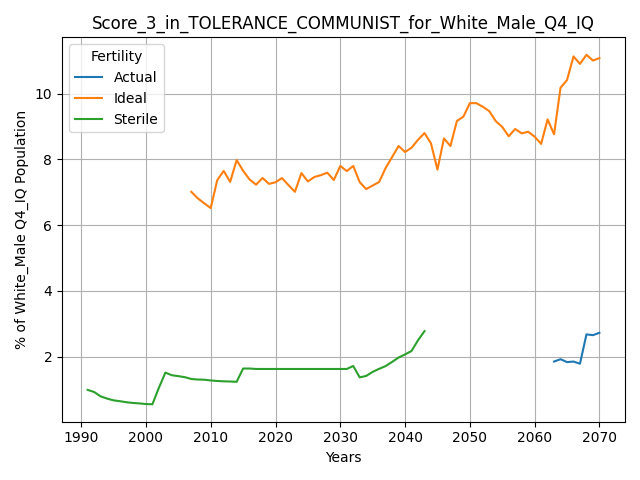 Score_3_in_TOLERANCE_COMMUNIST_for_White_Male_Q4_IQ
Fertility
Actual
Ideal
Sterile
% of White_Male Q4_IQ Population
10
8
6
4
2
1990 2000 2010 2020 2030 2040 2050 2060 2070
Years